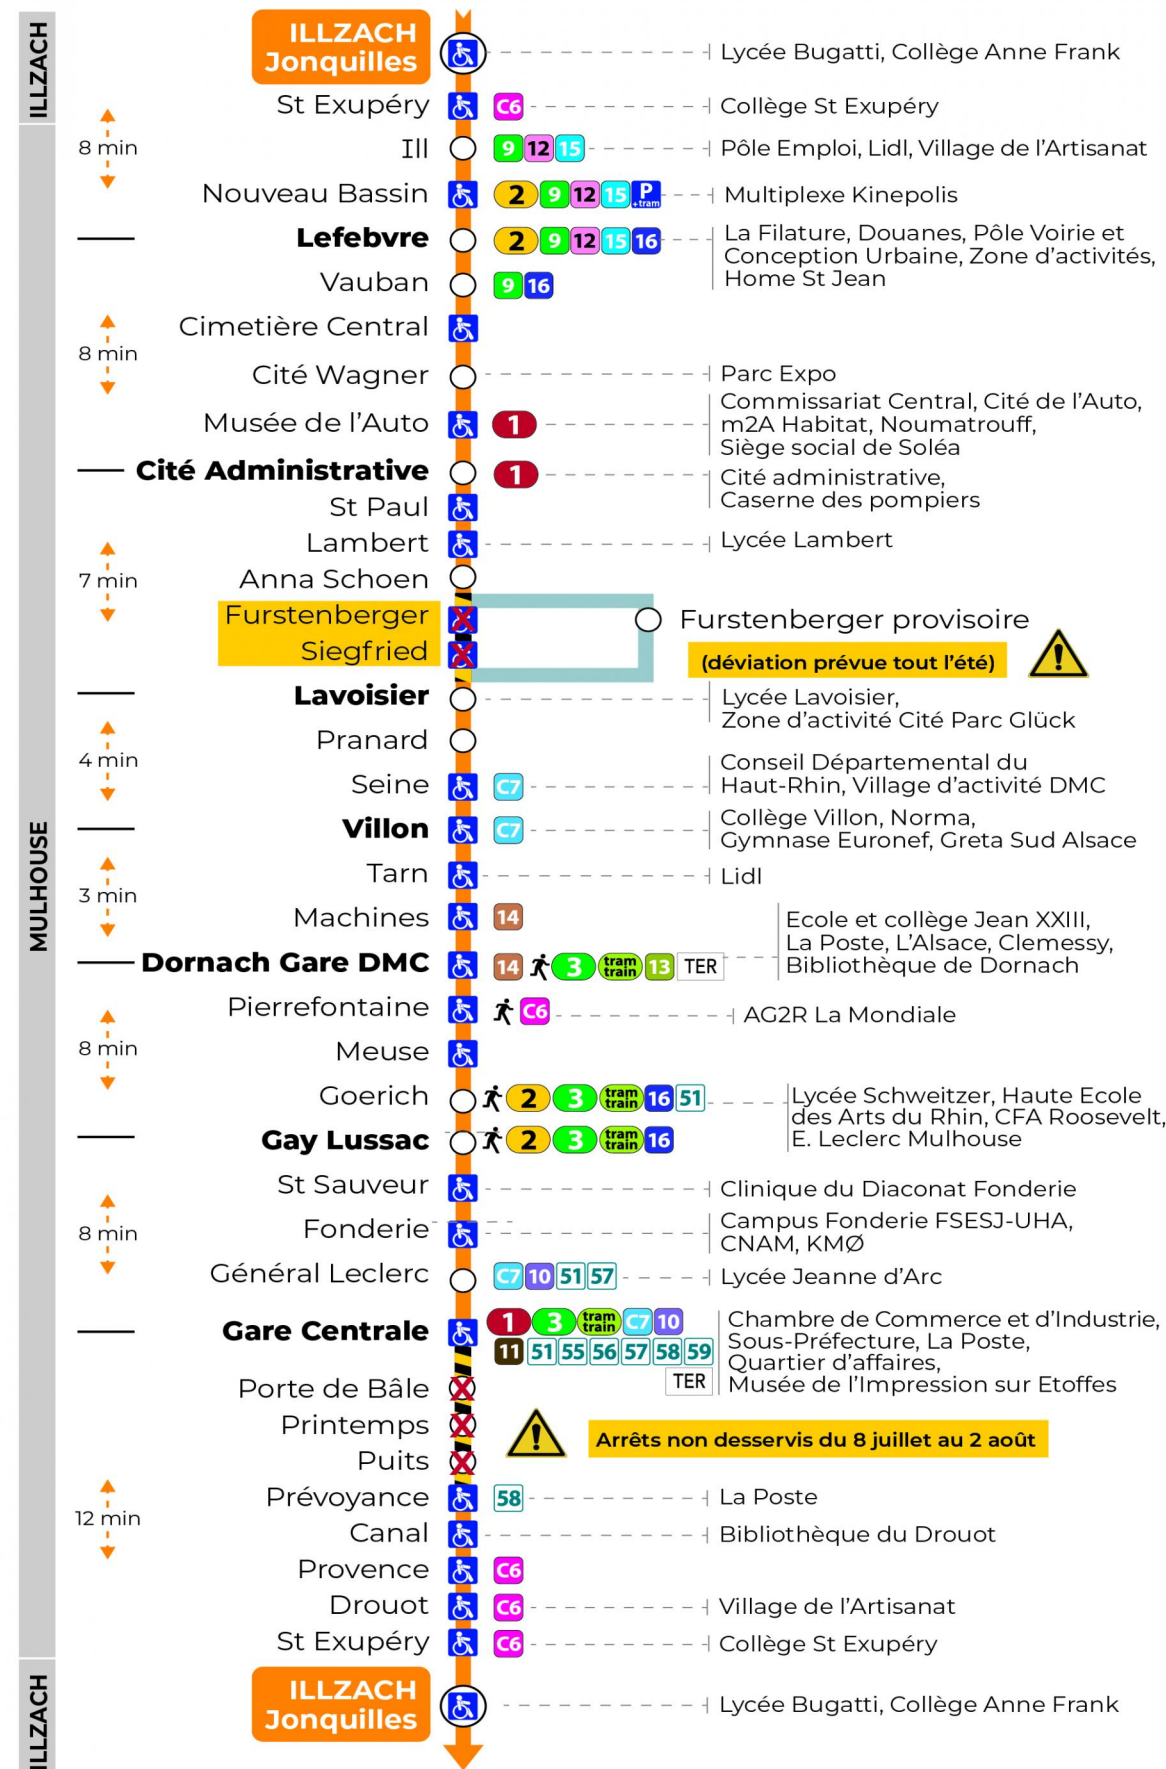 ILLZACH
MULHOUSE
ILLZACH
ILLZACH
Jonquilles
Lycée Bugatti, Collège Anne Frank
St Exupéry C6 Collège St Exupéry
8 min
Ill 9 12 15 Pôle Emploi, Lidl, Village de l'Artisanat
Nouveau Bassin 2 9 12 15 P +tram Multiplexe Kinepolis
Lefebvre 2 9 12 15 16
La Filature, Douanes, Pôle Voirie et
Conception Urbaine, Zone d'activités,
Home St Jean
Vauban 9 16
Cimetière Central
8 min
Cité Wagner Parc Expo
Musée de l'Auto 1
Commissariat Central, Cité de l'Auto,
m2A Habitat, Noumatrouff,
Siège social de Soléa
Cité Administrative 1
Cité administrative,
Caserne des pompiers
St Paul
Lambert Lycée Lambert
7 min
Anna Schoen
Furstenberger Furstenberger provisoire
Siegfried (déviation prévue tout l'été)
Lavoisier
Lycée Lavoisier,
Zone d'activité Cité Parc Glück
Pranard
4 min
Seine C7
Conseil Départemental du
Haut-Rhin, Village d'activité DMC
Villon C7
Collège Villon, Norma,
Gymnase Euronef, Greta Sud Alsace
Tarn Lidl
3 min
Machines 14
Dornach Gare DMC 14 3 tram train 13 TER
Ecole et collège Jean XXIII,
La Poste, L'Alsace, Clemessy,
Bibliothèque de Dornach
Pierrefontaine C6 AG2R La Mondiale
8 min
Meuse
Goerich 2 3 tram train 16 51
Lycée Schweitzer, Haute Ecole
des Arts du Rhin, CFA Roosevelt,
E. Leclerc Mulhouse
Gay Lussac 2 3 tram train 16
St Sauveur Clinique du Diaconat Fonderie
8 min
Fonderie
Campus Fonderie FSESJ-UHA,
CNAM, KMØ
Général Leclerc C7 10 51 57 Lycée Jeanne d'Arc
Gare Centrale 1 3 tram train C7 10
11 51 55 56 57 58 59
TER
Chambre de Commerce et d'Industrie,
Sous-Préfecture, La Poste,
Quartier d'affaires,
Musée de l'Impression sur Etoffes
Porte de Bâle
Printemps
Arrêts non desservis du 8 juillet au 2 août
Puits
Prévoyance 58 La Poste
12 min
Canal Bibliothèque du Drouot
Provence C6
Drouot C6 Village de l'Artisanat
St Exupéry C6 Collège St Exupéry
ILLZACH
Jonquilles
Lycée Bugatti, Collège Anne Frank